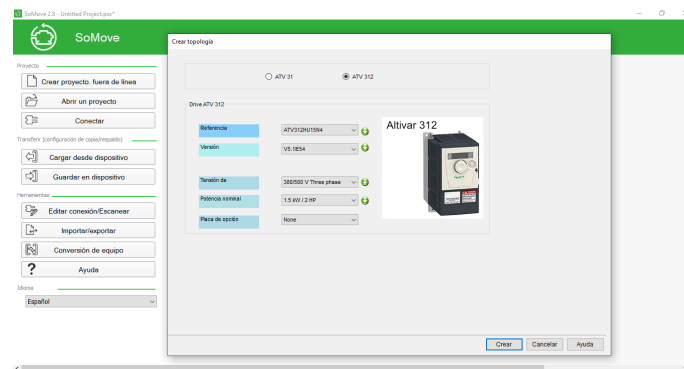 SoMove 2.8 - Untitled Project.psx*
SoMove
Proyecto
Crear proyecto. fuera de línea
Abrir un proyecto
Conectar
Transferir (configuración de copia/respaldo)
Cargar desde dispositivo
Guardar en dispositivo
Herramientas
Editar conexión/Escanear
Importar/exportar
Conversión de equipo
Ayuda
Idioma
Español
Crear topología
ATV 31
ATV 312
Drive ATV 312
Referencia
ATV312HU15N4
Versión
V5.1IE54
Tensión de
380/500 V Three phase
Potencia nominal
1.5 kW / 2 HP
Placa de opción
None
Altivar 312
Crear
Cancelar
Ayuda